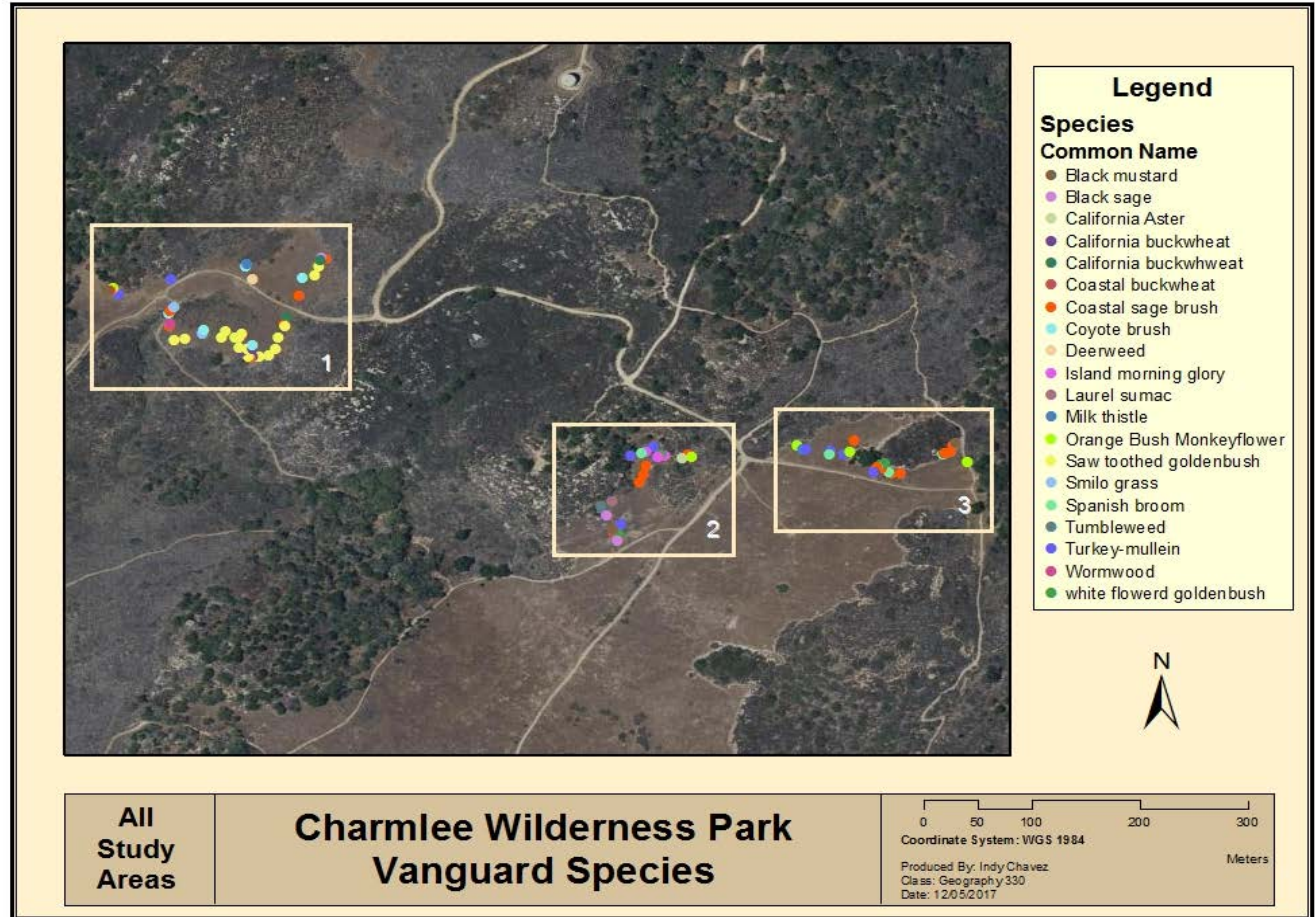 1
2
3
Legend
Species
Common Name
Black mustard
Black sage
California Aster
California buckwheat
California buckwhweat
Coastal buckwheat
Coastal sage brush
Coyote brush
Deerweed
Island morning glory
Laurel sumac
Milk thistle
Orange Bush Monkeyflower
Saw toothed goldenbush
Smilo grass
Spanish broom
Tumbleweed
Turkey-mullein
Wormwood
white flowerd goldenbush
N
All
Study
Areas
Charmlee Wilderness Park
Vanguard Species
0 50 100 200 300
Coordinate System: WGS 1984
Meters
Produced By: Indy Chavez
Class: Geography 330
Date: 12/05/2017